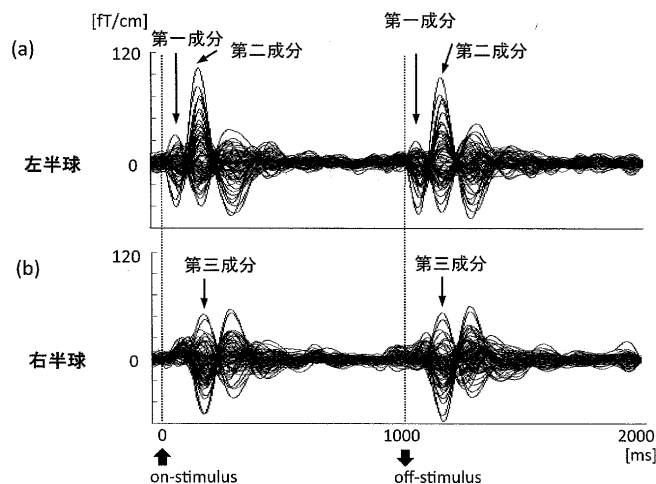 [fT/cm]
(a)
120
第一成分
第二成分
第一成分
第二成分
左半球
0
(b)
120
第三成分
第三成分
右半球
0
0
1000
2000
[ms]
on-stimulus
off-stimulus